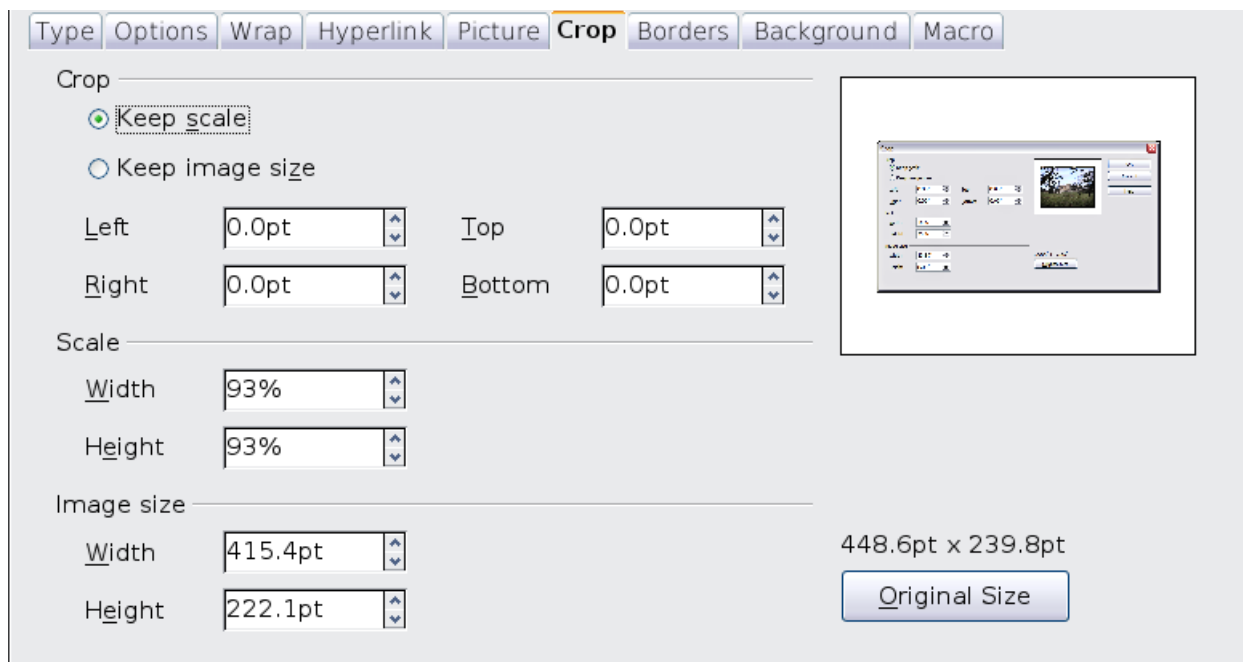 Type Options Wrap Hyperlink Picture Crop Borders Background Macro
Crop
Keep scale
Keep image size
Left 0.0pt Top 0.0pt
Right 0.0pt Bottom 0.0pt
Scale
Width 93%
Height 93%
Image size
Width 415.4pt
448.6pt x 239.8pt
Height 222.1pt
Original Size